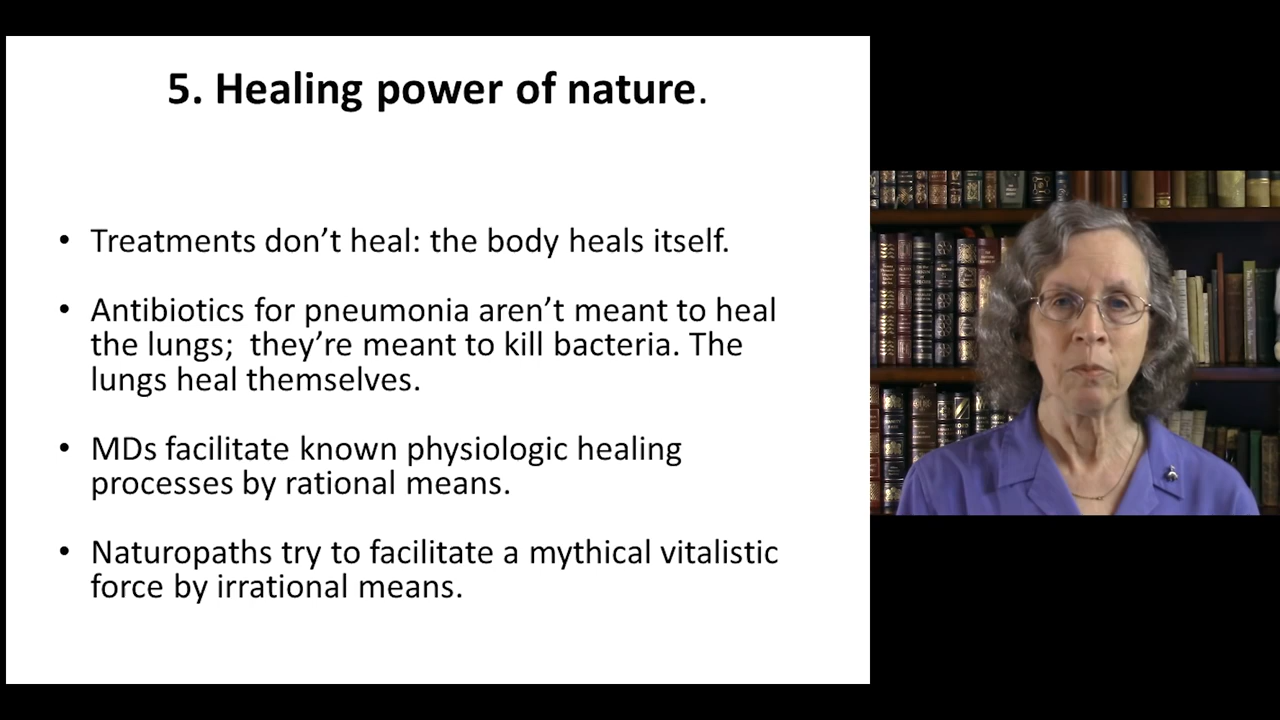 5. Healing power of nature.
• Treatments don’t heal: the body heals itself.
• Antibiotics for pneumonia aren’t meant to heal
the lungs;  they’re meant to kill bacteria. The
lungs heal themselves.
• MDs facilitate known physiologic healing
processes by rational means.
• Naturopaths try to facilitate a mythical vitalistic
force by irrational means.